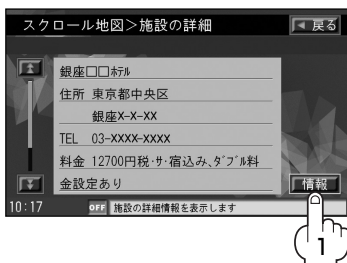 スクロール地図>施設の詳細
戻る
銀座□□ホテル
住所 東京都中央区
銀座X-X-XX
TEL 03-XXXX-XXXX
料金 12700円税･サ･宿込み、ダブル料
金設定あり
情報
10:17
OFF 施設の詳細情報を表示します
1